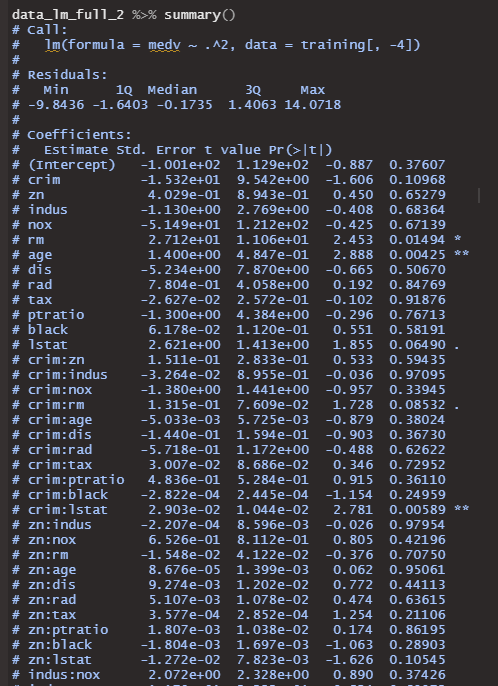 data_lm_full_2 %>% summary()
# Call:
#   lm(formula = medv ~ .^2, data = training[, -4])
#
# Residuals:
#   Min      1Q  Median      3Q     Max
# -9.8436 -1.6403 -0.1735  1.4063 14.0718
#
# Coefficients:
#   Estimate Std. Error t value Pr(>|t|)
# (Intercept)   -1.001e+02  1.129e+02  -0.887  0.37607
# crim          -1.532e+01  9.542e+00  -1.606  0.10968
# zn             4.029e-01  8.943e-01   0.450  0.65279
# indus         -1.130e+00  2.769e+00  -0.408  0.68364
# nox           -5.149e+01  1.212e+02  -0.425  0.67139
# rm             2.712e+01  1.106e+01   2.453  0.01494 *
# age            1.400e+00  4.847e-01   2.888  0.00425 **
# dis           -5.234e+00  7.870e+00  -0.665  0.50670
# rad            7.804e-01  4.058e+00   0.192  0.84769
# tax           -2.627e-02  2.572e-01  -0.102  0.91876
# ptratio       -1.300e+00  4.384e+00  -0.296  0.76713
# black          6.178e-02  1.120e-01   0.551  0.58191
# lstat          2.621e+00  1.413e+00   1.855  0.06490 .
# crim:zn        1.511e-01  2.833e-01   0.533  0.59435
# crim:indus    -3.264e-02  8.955e-01  -0.036  0.97095
# crim:nox      -1.380e+00  1.441e+00  -0.957  0.33945
# crim:rm        1.315e-01  7.609e-02   1.728  0.08532 .
# crim:age      -5.033e-03  5.725e-03  -0.879  0.38024
# crim:dis      -1.440e-01  1.594e-01  -0.903  0.36730
# crim:rad      -5.718e-01  1.172e+00  -0.488  0.62622
# crim:tax       3.007e-02  8.686e-02   0.346  0.72952
# crim:ptratio   4.836e-01  5.284e-01   0.915  0.36110
# crim:black    -2.822e-04  2.445e-04  -1.154  0.24959
# crim:lstat     2.903e-02  1.044e-02   2.781  0.00589 **
# zn:indus      -2.207e-04  8.596e-03  -0.026  0.97954
# zn:nox         6.526e-01  8.112e-01   0.805  0.42196
# zn:rm         -1.548e-02  4.122e-02  -0.376  0.70750
# zn:age         8.676e-05  1.399e-03   0.062  0.95061
# zn:dis         9.274e-03  1.202e-02   0.772  0.44113
# zn:rad         5.107e-03  1.078e-02   0.474  0.63615
# zn:tax         3.577e-04  2.852e-04   1.254  0.21106
# zn:ptratio     1.807e-03  1.038e-02   0.174  0.86195
# zn:black      -1.804e-03  1.697e-03  -1.063  0.28903
# zn:lstat      -1.272e-02  7.823e-03  -1.626  0.10545
# indus:nox      2.072e+00  2.328e+00   0.890  0.37426